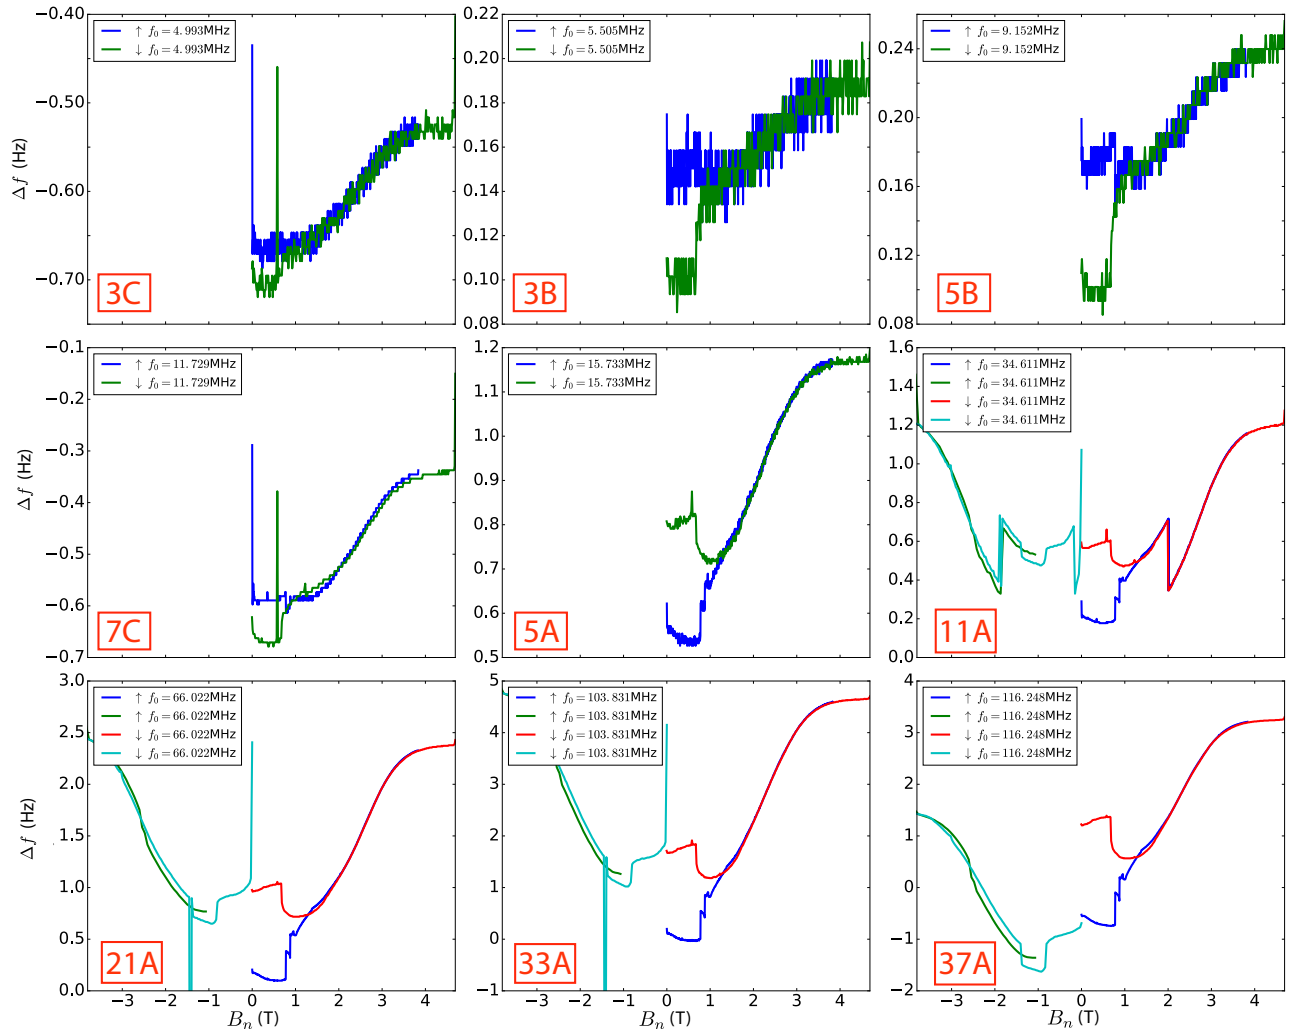 −0.40
−0.50
−0.60
−0.70
Δf (Hz)
↑ f₀ = 4.993MHz
↓ f₀ = 4.993MHz
3C
0.22
0.20
0.18
0.16
0.14
0.12
0.10
0.08
↑ f₀ = 5.505MHz
↓ f₀ = 5.505MHz
3B
0.24
0.20
0.16
0.12
0.08
↑ f₀ = 9.152MHz
↓ f₀ = 9.152MHz
5B
−0.1
−0.2
−0.3
−0.4
−0.5
−0.6
−0.7
Δf (Hz)
↑ f₀ = 11.729MHz
↓ f₀ = 11.729MHz
7C
1.2
1.1
1.0
0.9
0.8
0.7
0.6
0.5
↑ f₀ = 15.733MHz
↓ f₀ = 15.733MHz
5A
1.6
1.4
1.2
1.0
0.8
0.6
0.4
0.2
0.0
↑ f₀ = 34.611MHz
↑ f₀ = 34.611MHz
↓ f₀ = 34.611MHz
↓ f₀ = 34.611MHz
11A
3.0
2.5
2.0
1.5
1.0
0.5
0.0
Δf (Hz)
↑ f₀ = 66.022MHz
↑ f₀ = 66.022MHz
↓ f₀ = 66.022MHz
↓ f₀ = 66.022MHz
21A
−3 −2 −1 0 1 2 3 4
Bₙ (T)
5
4
3
2
1
0
−1
↑ f₀ = 103.831MHz
↑ f₀ = 103.831MHz
↓ f₀ = 103.831MHz
↓ f₀ = 103.831MHz
33A
−3 −2 −1 0 1 2 3 4
Bₙ (T)
4
3
2
1
0
−1
−2
↑ f₀ = 116.248MHz
↑ f₀ = 116.248MHz
↓ f₀ = 116.248MHz
↓ f₀ = 116.248MHz
37A
−3 −2 −1 0 1 2 3 4
Bₙ (T)